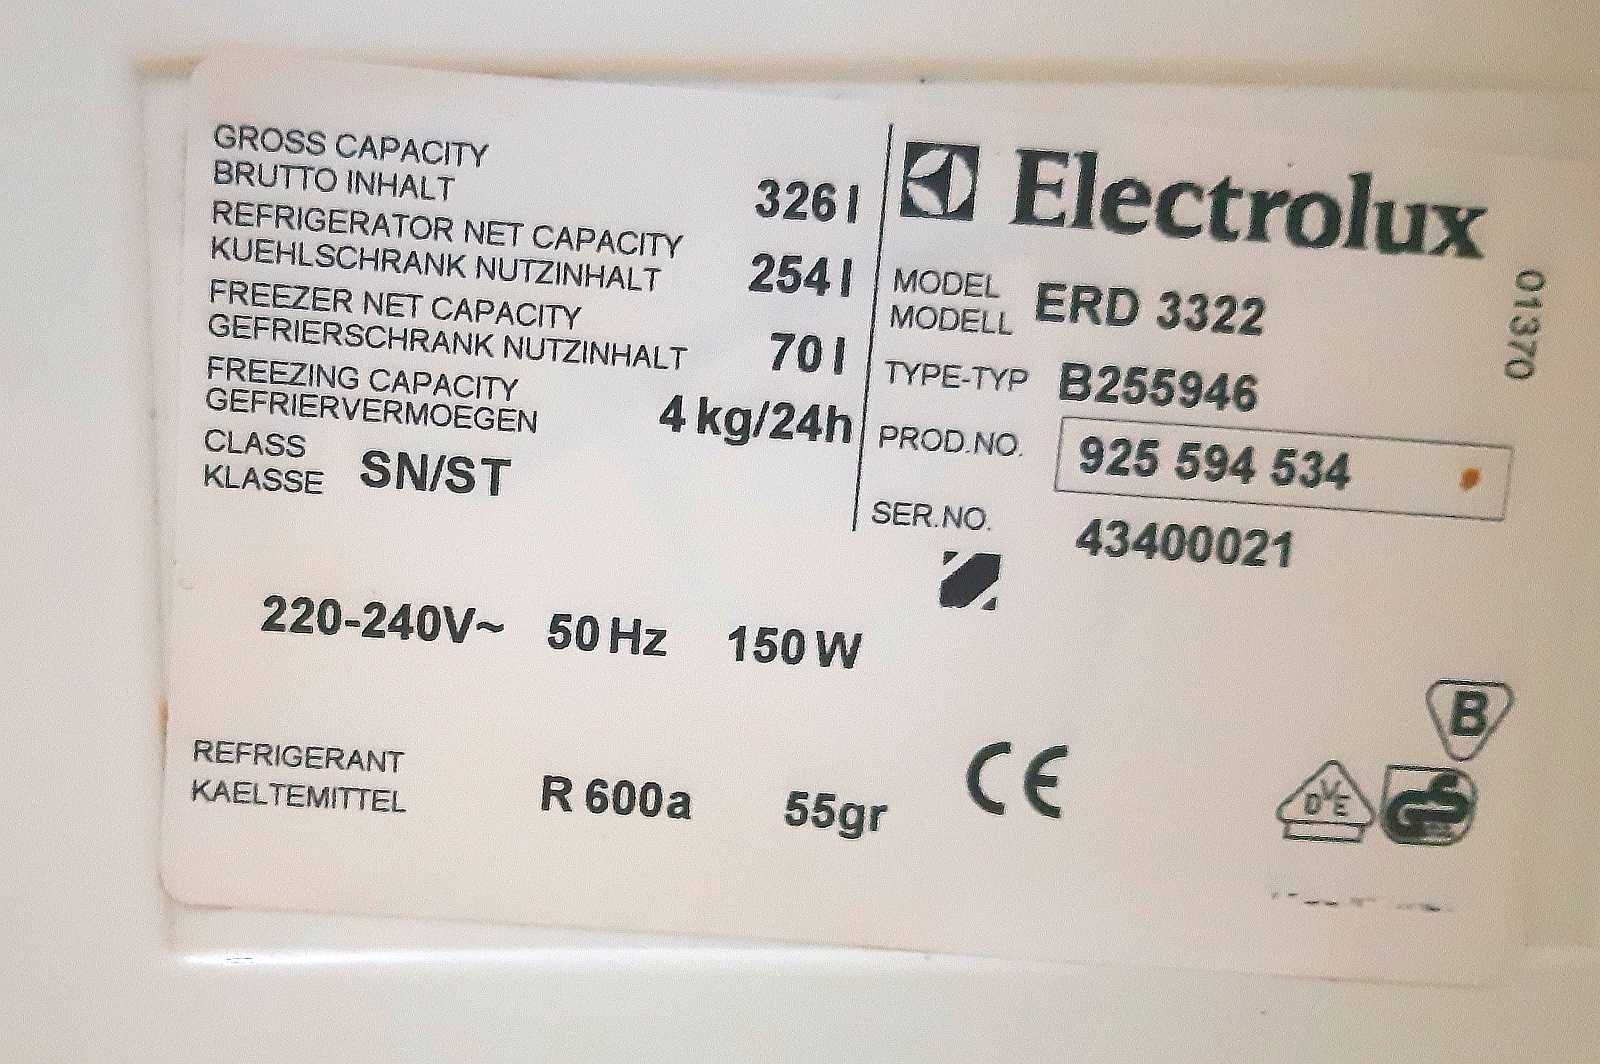 GROSS CAPACITY
BRUTTO INHALT 326 l
REFRIGERATOR NET CAPACITY
KUEHLSCHRANK NUTZINHALT 254 l
FREEZER NET CAPACITY
GEFRIERSCHRANK NUTZINHALT 70 l
FREEZING CAPACITY
GEFRIERVERMOEGEN 4 kg/24h
CLASS
KLASSE SN/ST
Electrolux
MODEL
MODELL ERD 3322
TYPE-TYP B255946
PROD.NO. 925 594 534
SER.NO. 43400021
01370
220-240V~ 50 Hz 150 W
REFRIGERANT
KAELTEMITTEL R 600a 55gr
CE
B
DVE
GS